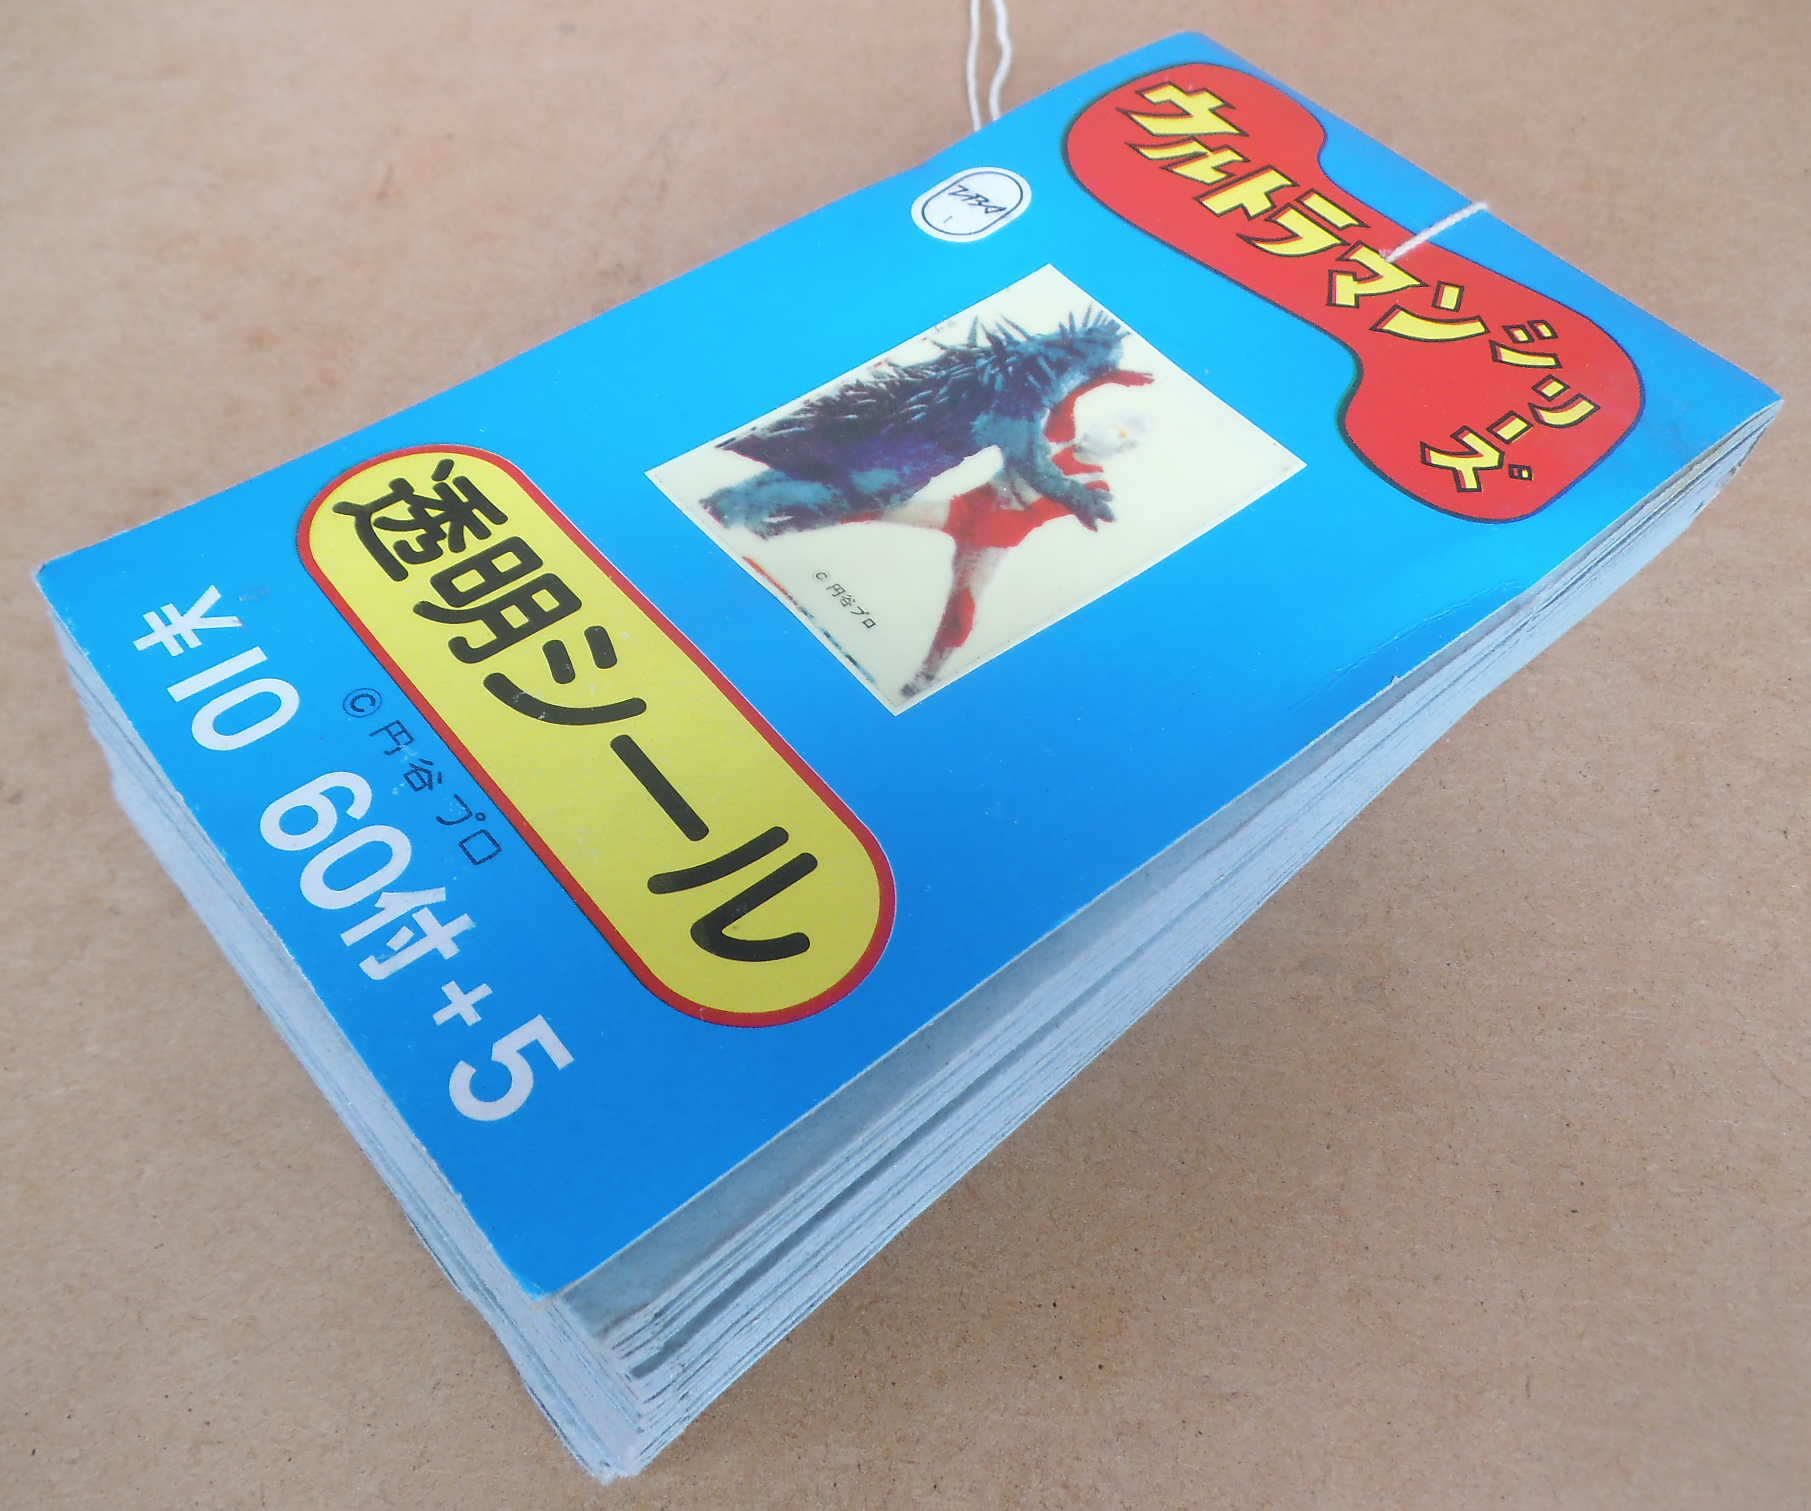 ウルトラマン
シリーズ
© 円谷プロ
透明シール
© 円谷プロ
¥10 60付+5